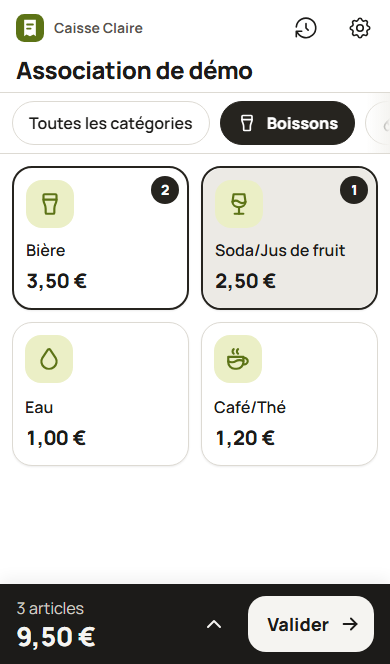 Caisse Claire
Association de démo
Toutes les catégories
Boissons
2
1
Bière
Soda/Jus de fruit
3,50 €
2,50 €
Eau
Café/Thé
1,00 €
1,20 €
3 articles
9,50 €
Valider